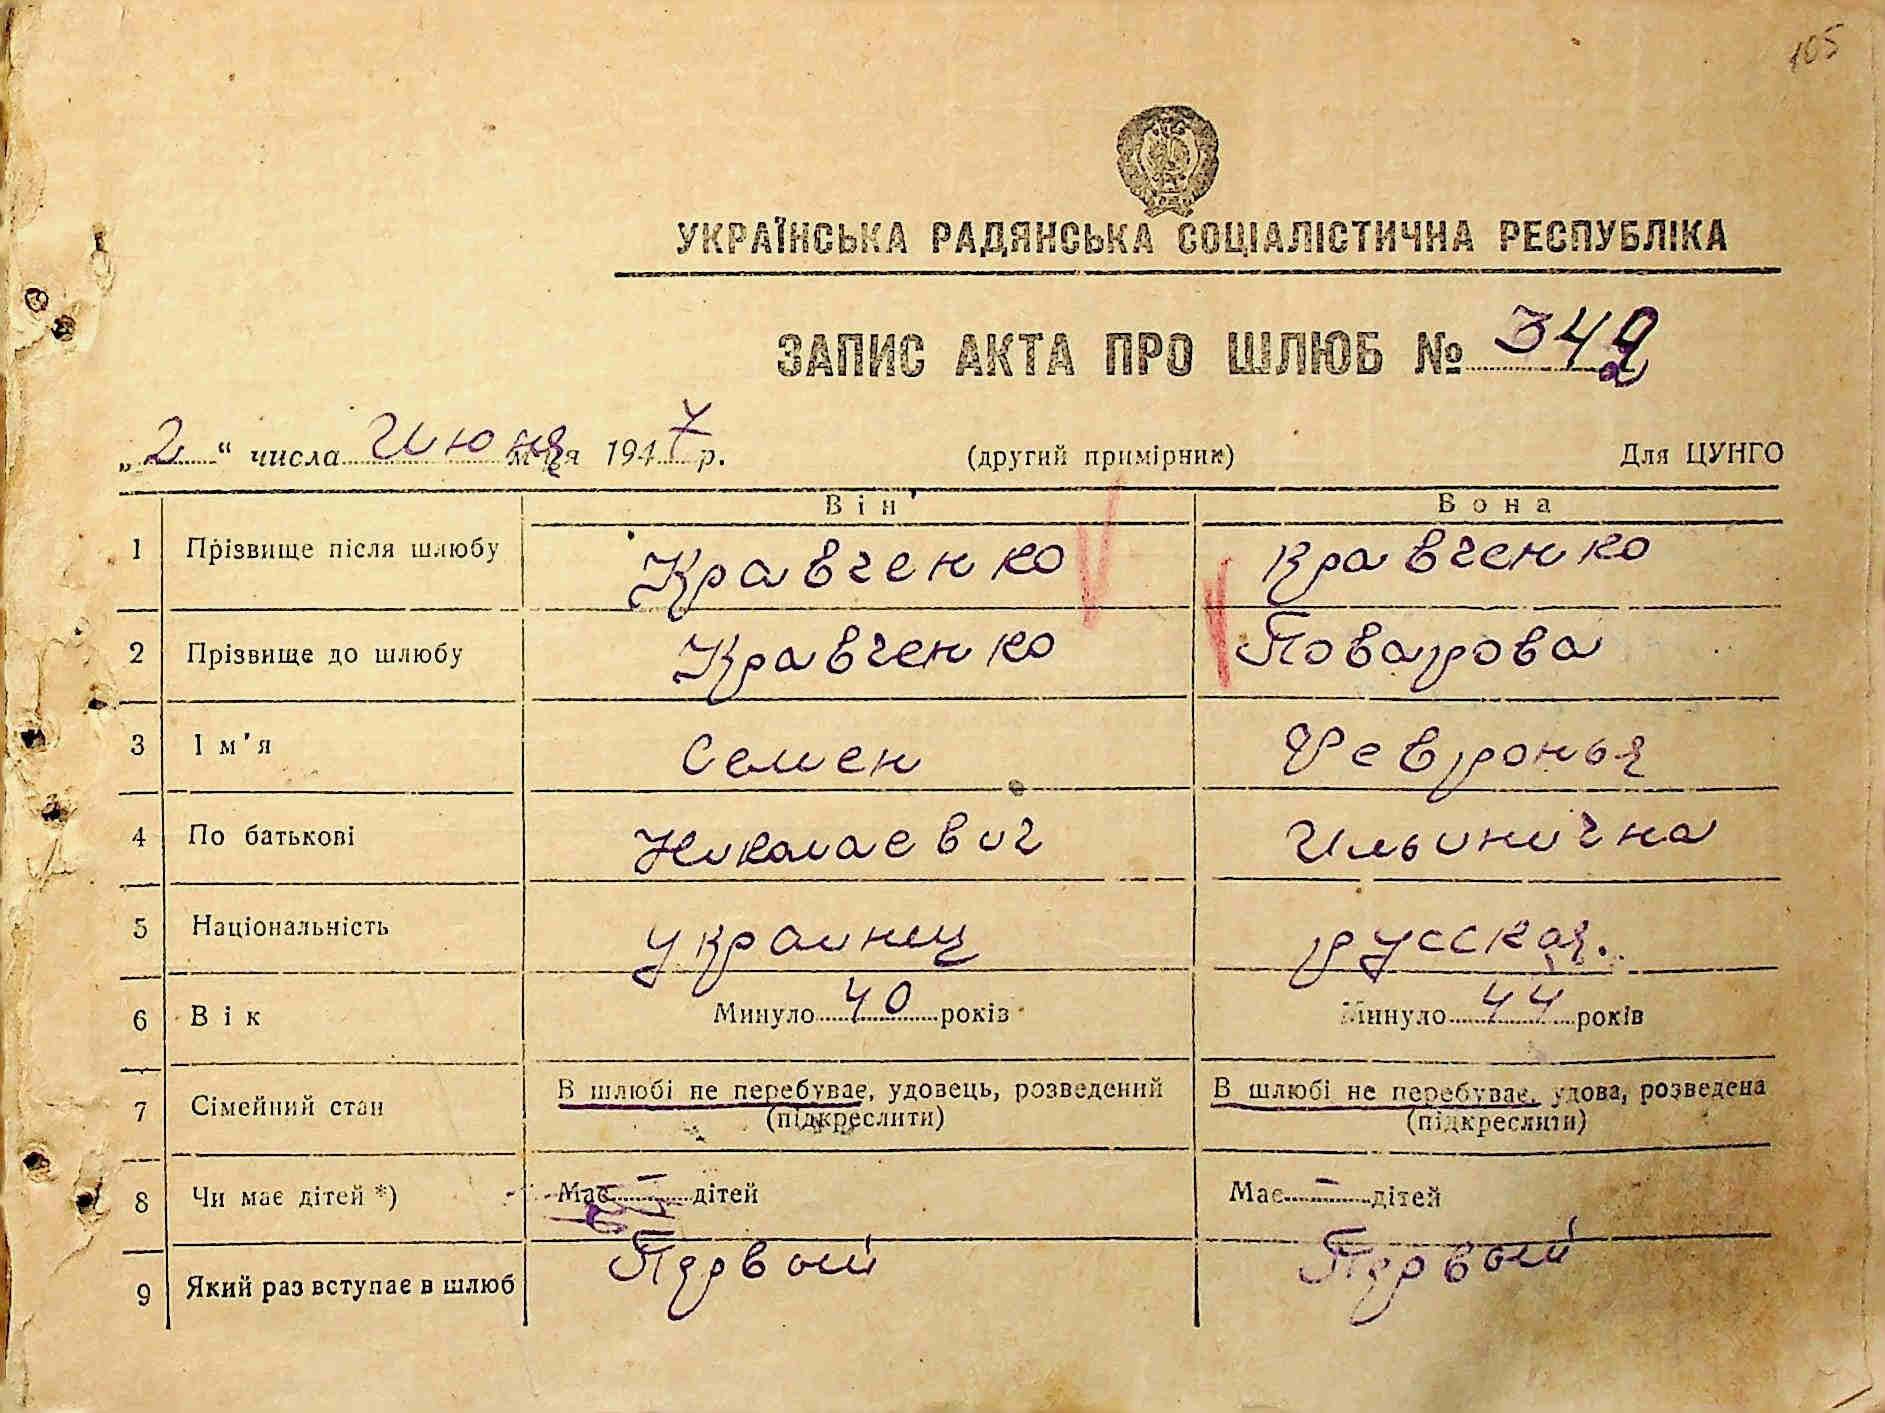 105
УКРАЇНСЬКА РАДЯНСЬКА СОЦІАЛІСТИЧНА РЕСПУБЛІКА
ЗАПИС АКТА ПРО ШЛЮБ № 342
„2“ числа Июня м-ця 1947 р. (другий примірник) Для ЦУНГО
Він Вона
1 Прізвище після шлюбу Кравченко Кравченко
2 Прізвище до шлюбу Кравченко Поварова
3 Ім'я Семен Февронья
4 По батькові Николаевич Ильинична
5 Національність украинец русская.
6 Вік Минуло 40 років Минуло 44 років
7 Сімейний стан В шлюбі не перебуває, удовець, розведений В шлюбі не перебуває, удова, розведена
(підкреслити) (підкреслити)
8 Чи має дітей *) Має — дітей Має — дітей
9 Який раз вступає в шлюб Первый Первый